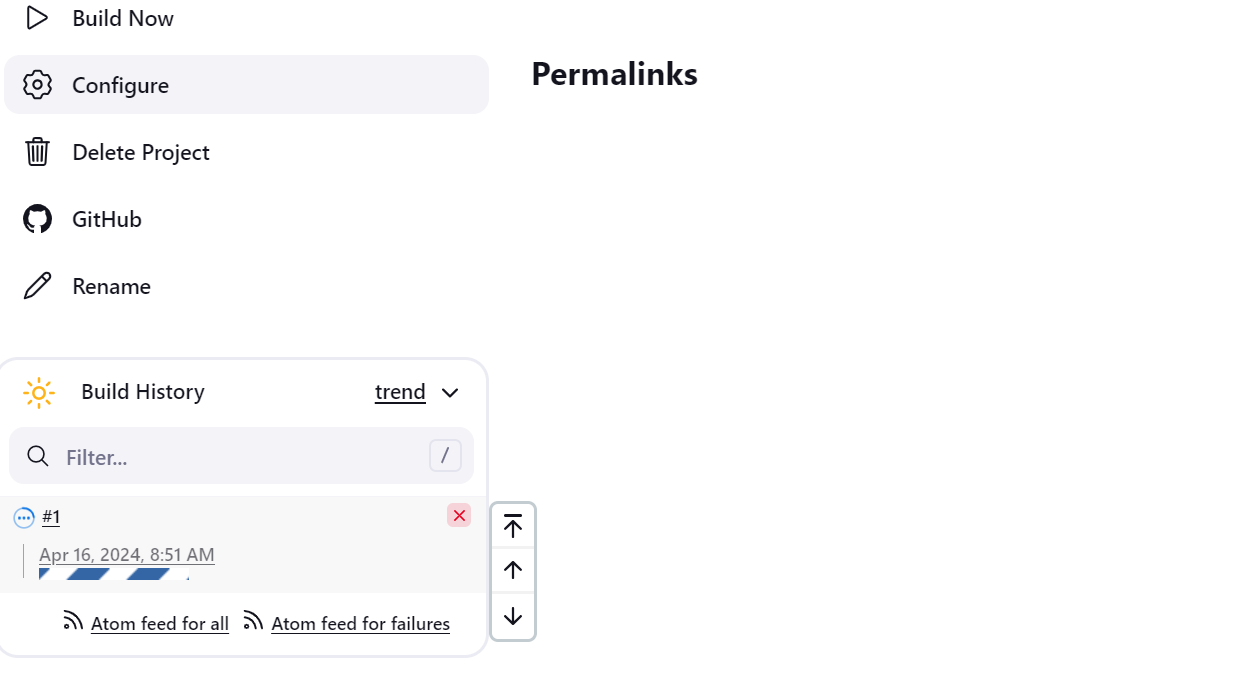 Build Now
Configure
Delete Project
GitHub
Rename
Permalinks
Build History
trend
Filter...
/
#1
Apr 16, 2024, 8:51 AM
Atom feed for all Atom feed for failures